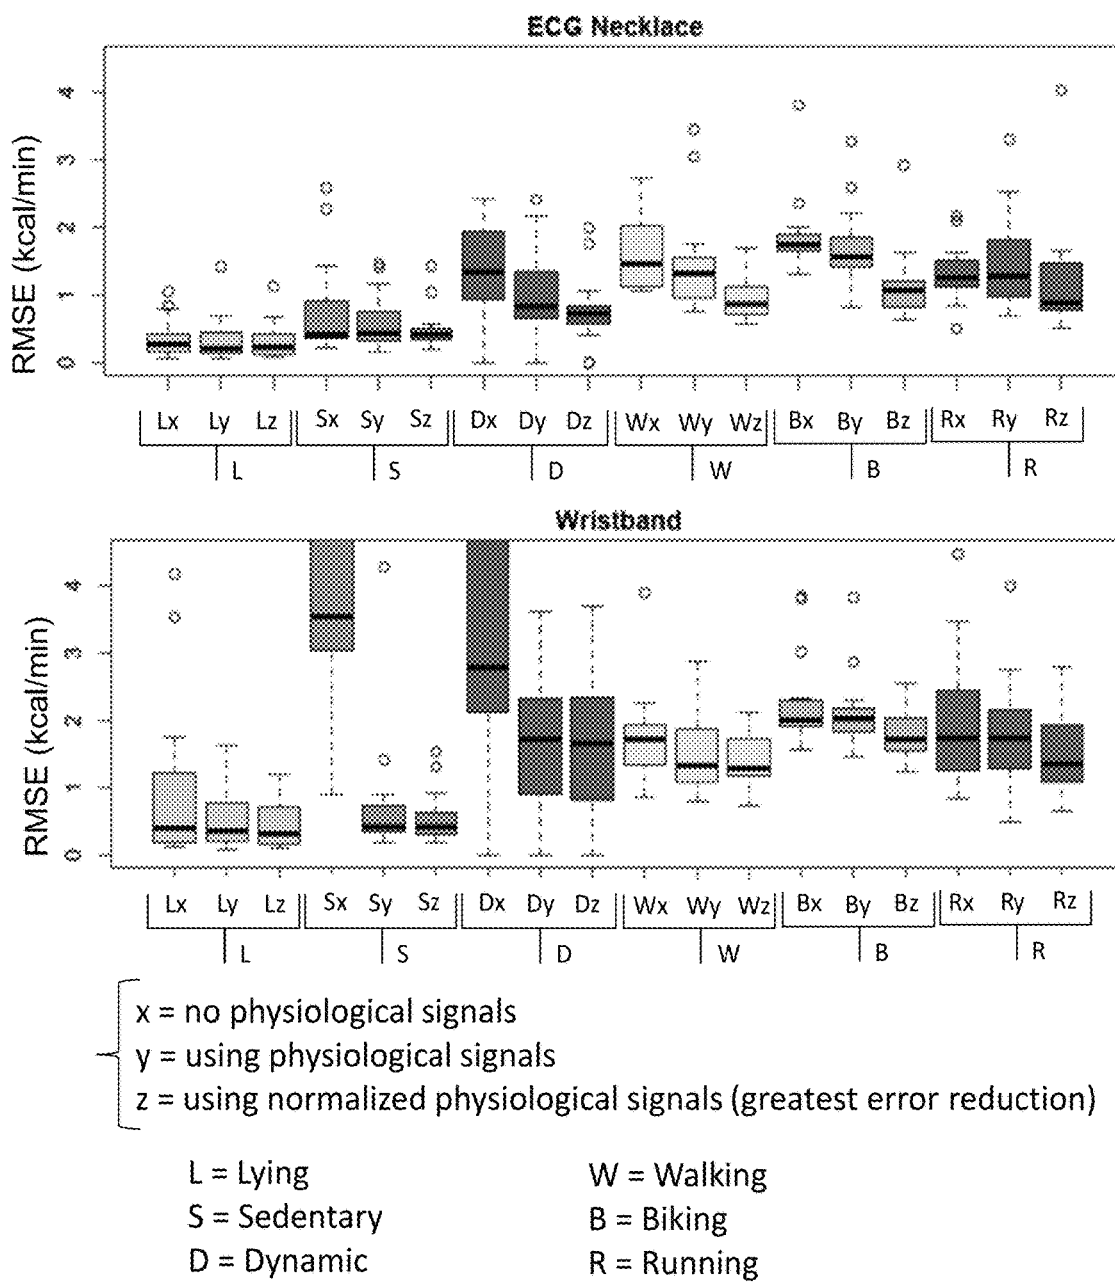 ECG Necklace
RMSE (kcal/min)
4
3
2
1
0
Lx Ly Lz Sx Sy Sz Dx Dy Dz Wx Wy Wz Bx By Bz Rx Ry Rz
L S D W B R
Wristband
RMSE (kcal/min)
4
3
2
1
0
Lx Ly Lz Sx Sy Sz Dx Dy Dz Wx Wy Wz Bx By Bz Rx Ry Rz
L S D W B R
x = no physiological signals
y = using physiological signals
z = using normalized physiological signals (greatest error reduction)
L = Lying W = Walking
S = Sedentary B = Biking
D = Dynamic R = Running